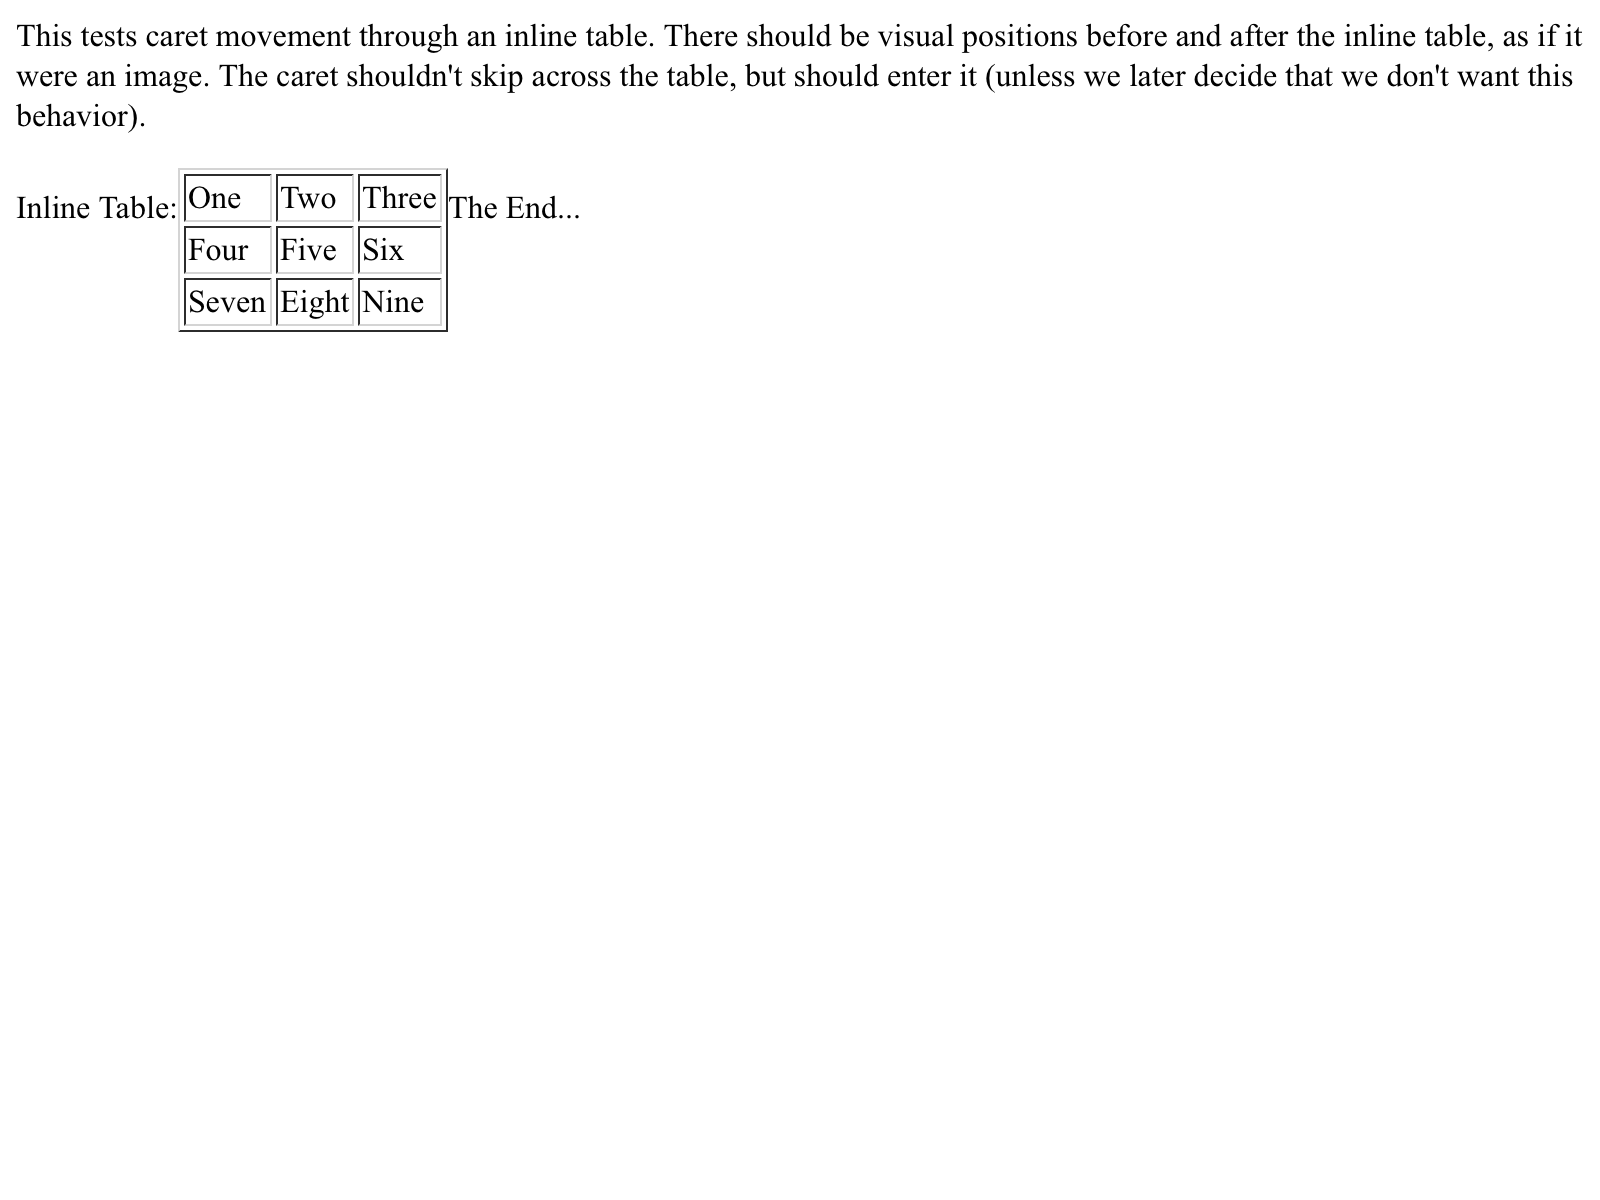 This tests caret movement through an inline table. There should be visual positions before and after the inline table, as if it
were an image. The caret shouldn't skip across the table, but should enter it (unless we later decide that we don't want this
behavior).
Inline Table: One Two Three The End...
Four Five Six
Seven Eight Nine